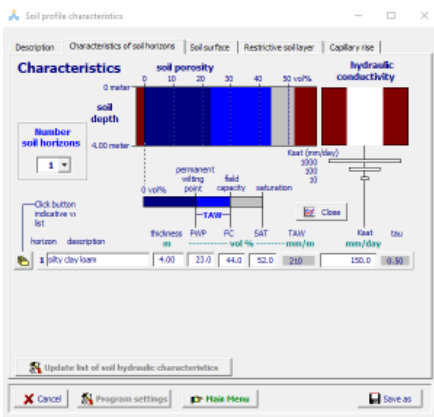 Soil profile characteristics
Description
Characteristics of soil horizons
Soil surface
Restrictive soil layer
Capillary rise
Characteristics
soil porosity
hydraulic
conductivity
0 10 20 30 40 50 vol%
0 meter
soil
depth
4.00 meter
Number
soil horizons
1
Ksat (mm/day)
1000
100
10
permanent
wilting
point
field
capacity
saturation
0 vol%
TAW
Click button
indicative
list
Close
horizon description
thickness PWP FC SAT TAW Ksat tau
m ---------- vol % ---------mm/m mm/day
1 silty clay loam 4.00 23.0 44.0 52.0 210 150.0 0.50
Update list of soil hydraulic characteristics
Cancel
Program settings
Main Menu
Save as